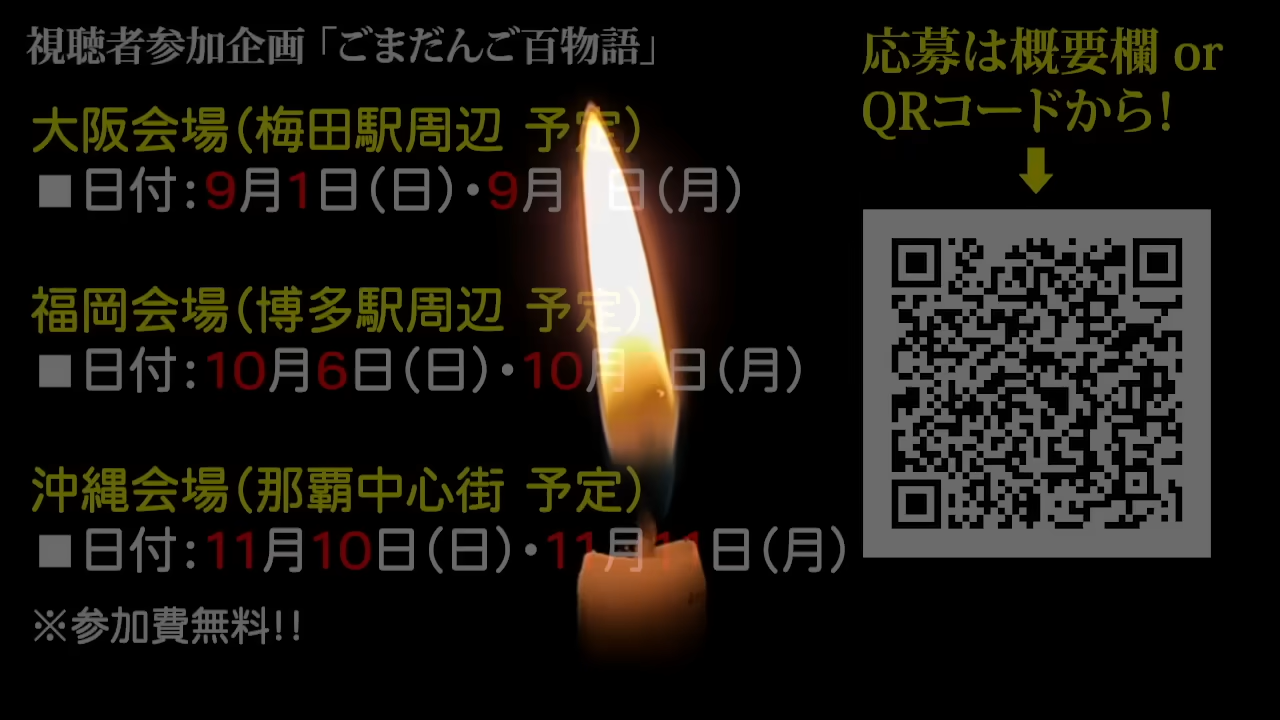 視聴者参加企画「ごまだんご百物語」
大阪会場(梅田駅周辺 予定)
■日付:9月1日(日)・9月 日(月)
福岡会場(博多駅周辺 予定)
■日付:10月6日(日)・10月 日(月)
沖縄会場(那覇中心街 予定)
■日付:11月10日(日)・11月11日(月)
※参加費無料!!
応募は概要欄 or
QRコードから!